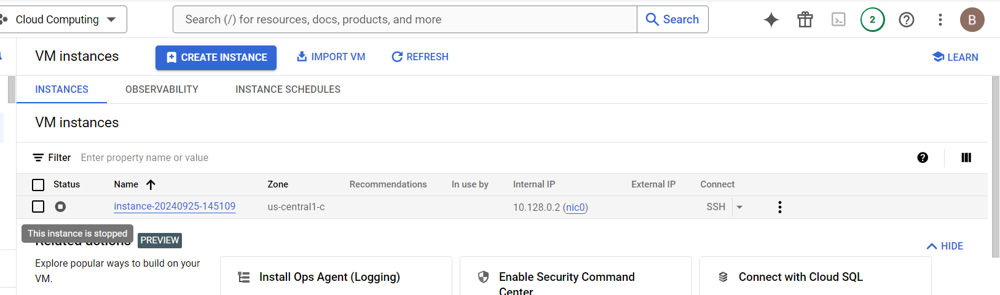 Cloud Computing
Search (/) for resources, docs, products, and more
Search
2
B
VM instances
CREATE INSTANCE
IMPORT VM
REFRESH
LEARN
INSTANCES
OBSERVABILITY
INSTANCE SCHEDULES
VM instances
Filter
Enter property name or value
Status
Name
Zone
Recommendations
In use by
Internal IP
External IP
Connect
instance-20240925-145109
us-central1-c
10.128.0.2 (nic0)
SSH
This instance is stopped
Related actions
PREVIEW
HIDE
Explore popular ways to build on your
VM.
Install Ops Agent (Logging)
Enable Security Command
Center
Connect with Cloud SQL